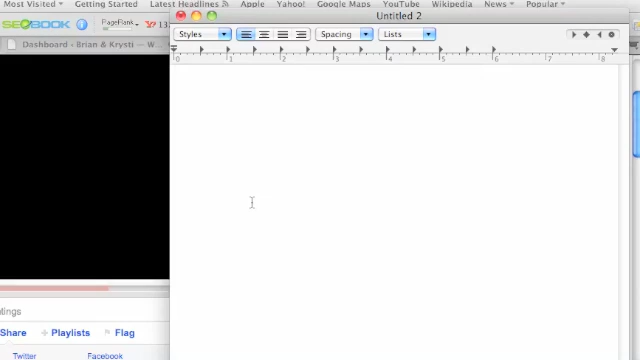 Most Visited Getting Started Latest Headlines Apple Yahoo! Google Maps YouTube Wikipedia News Popular
Untitled 2
SEOBOOK PageRank
Dashboard ‹ Brian & Krysti — W...
Styles Spacing Lists
0 1 2 3 4 5 6 7 8
tings
Share Playlists Flag
Twitter Facebook